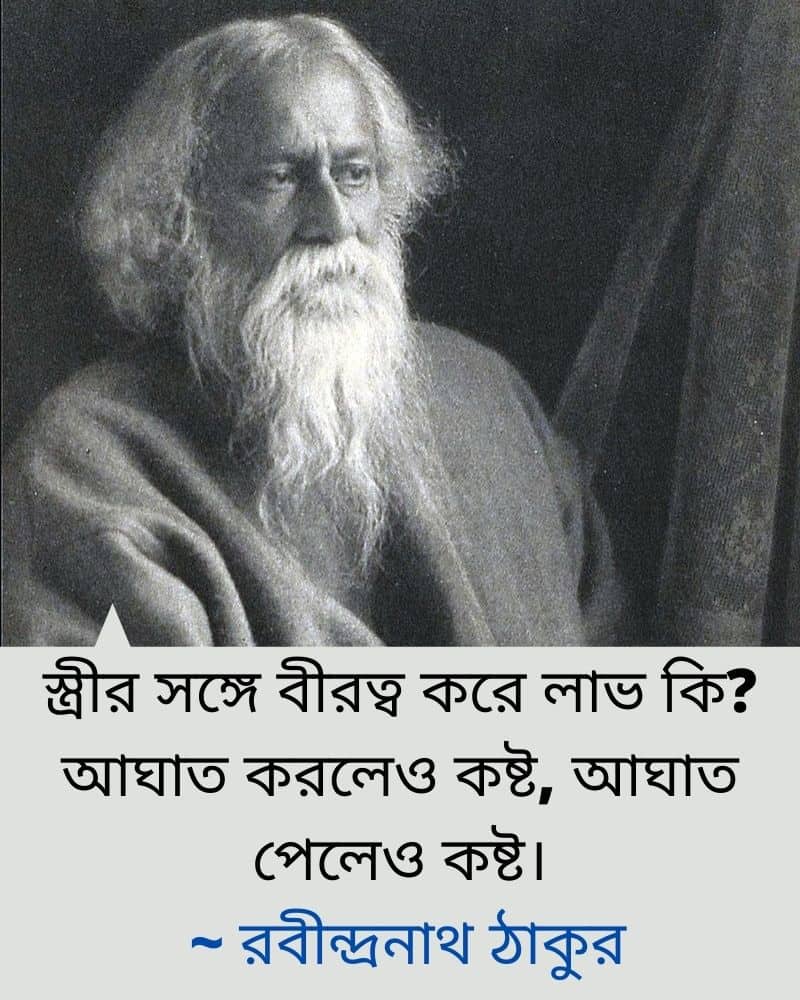 স্ত্রীর সঙ্গে বীরত্ব করে লাভ কি?
আঘাত করলেও কষ্ট, আঘাত
পেলেও কষ্ট।
~ রবীন্দ্রনাথ ঠাকুর